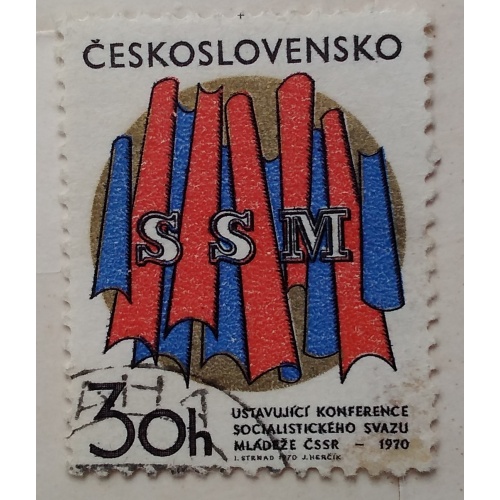 ČESKOSLOVENSKO
SSM
30h
USTAVUJÍCÍ KONFERENCE
SOCIALISTICKÉHO SVAZU
MLÁDEŽE ČSSR - 1970
J. STRNAD 1970 J. HERČÍK